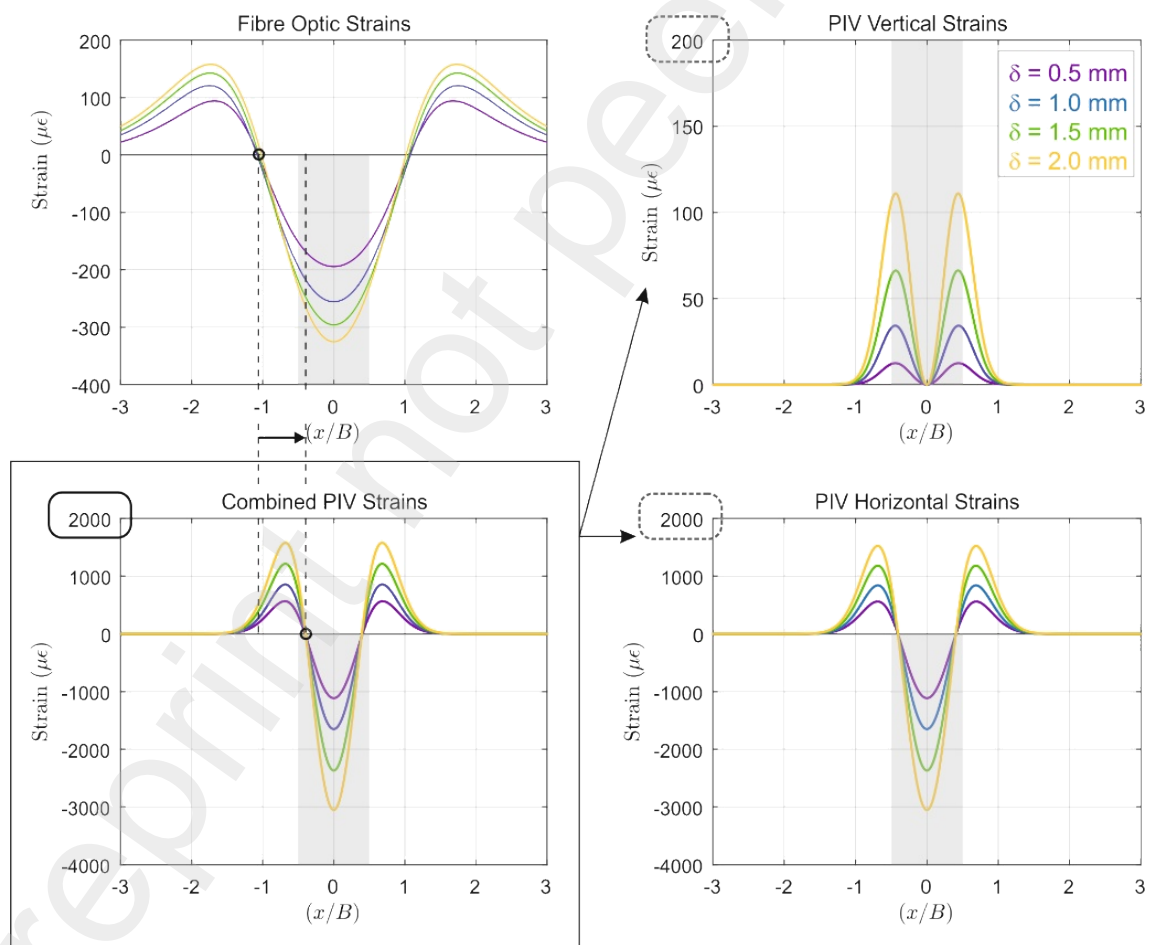 Fibre Optic Strains
200
100
0
-100
-200
-300
-400
Strain (με)
-3 -2 -1 0 1 2 3
(x/B)
PIV Vertical Strains
200
150
100
50
0
Strain (με)
δ = 0.5 mm
δ = 1.0 mm
δ = 1.5 mm
δ = 2.0 mm
-3 -2 -1 0 1 2 3
(x/B)
Combined PIV Strains
2000
1000
0
-1000
-2000
-3000
-4000
Strain (με)
-3 -2 -1 0 1 2 3
(x/B)
PIV Horizontal Strains
2000
1000
0
-1000
-2000
-3000
-4000
Strain (με)
-3 -2 -1 0 1 2 3
(x/B)
reprint not pee